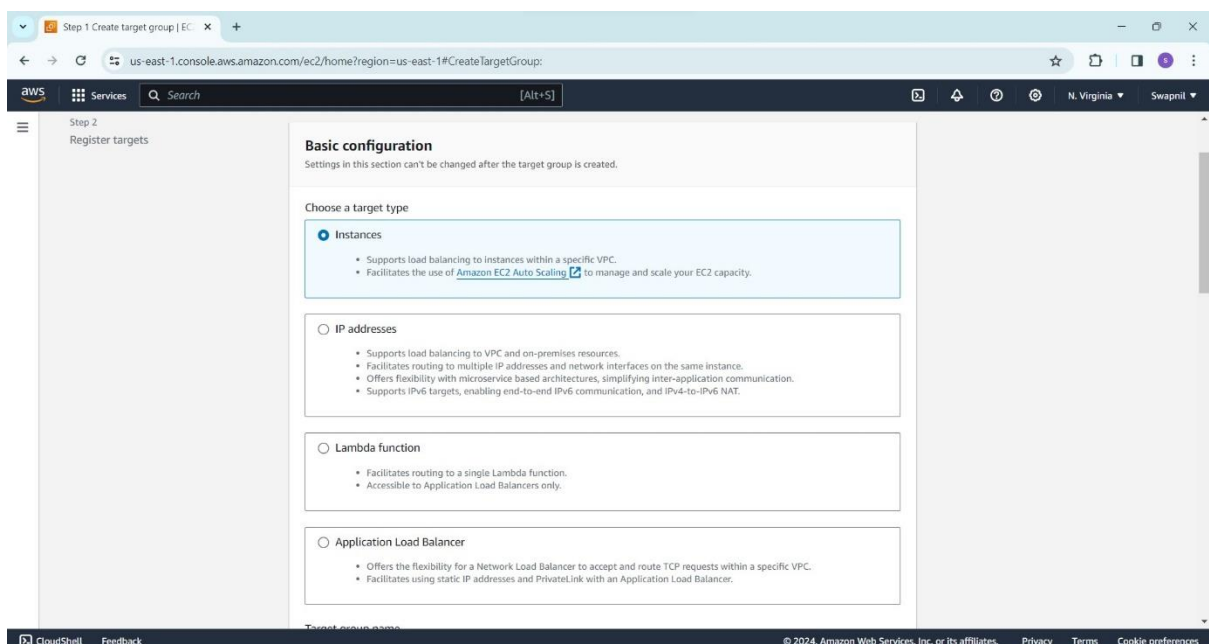 Step 1 Create target group | EC
us-east-1.console.aws.amazon.com/ec2/home?region=us-east-1#CreateTargetGroup:
aws Services Search [Alt+S] N. Virginia Swapnil
Step 2
Register targets
Basic configuration
Settings in this section can't be changed after the target group is created.
Choose a target type
Instances
• Supports load balancing to instances within a specific VPC.
• Facilitates the use of Amazon EC2 Auto Scaling to manage and scale your EC2 capacity.
IP addresses
• Supports load balancing to VPC and on-premises resources.
• Facilitates routing to multiple IP addresses and network interfaces on the same instance.
• Offers flexibility with microservice based architectures, simplifying inter-application communication.
• Supports IPv6 targets, enabling end-to-end IPv6 communication, and IPv4-to-IPv6 NAT.
Lambda function
• Facilitates routing to a single Lambda function.
• Accessible to Application Load Balancers only.
Application Load Balancer
• Offers the flexibility for a Network Load Balancer to accept and route TCP requests within a specific VPC.
• Facilitates using static IP addresses and PrivateLink with an Application Load Balancer.
Target group name
CloudShell Feedback © 2024, Amazon Web Services, Inc. or its affiliates. Privacy Terms Cookie preferences